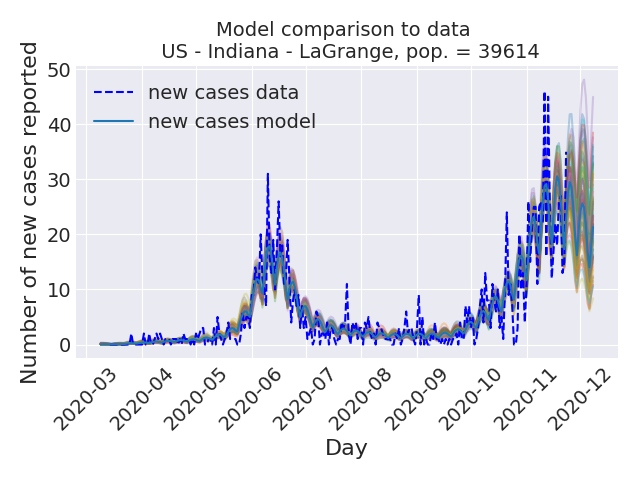 Model comparison to data
US - Indiana - LaGrange, pop. = 39614
Number of new cases reported
50
40
30
20
10
0
new cases data
new cases model
2020-03
2020-04
2020-05
2020-06
2020-07
2020-08
2020-09
2020-10
2020-11
2020-12
Day